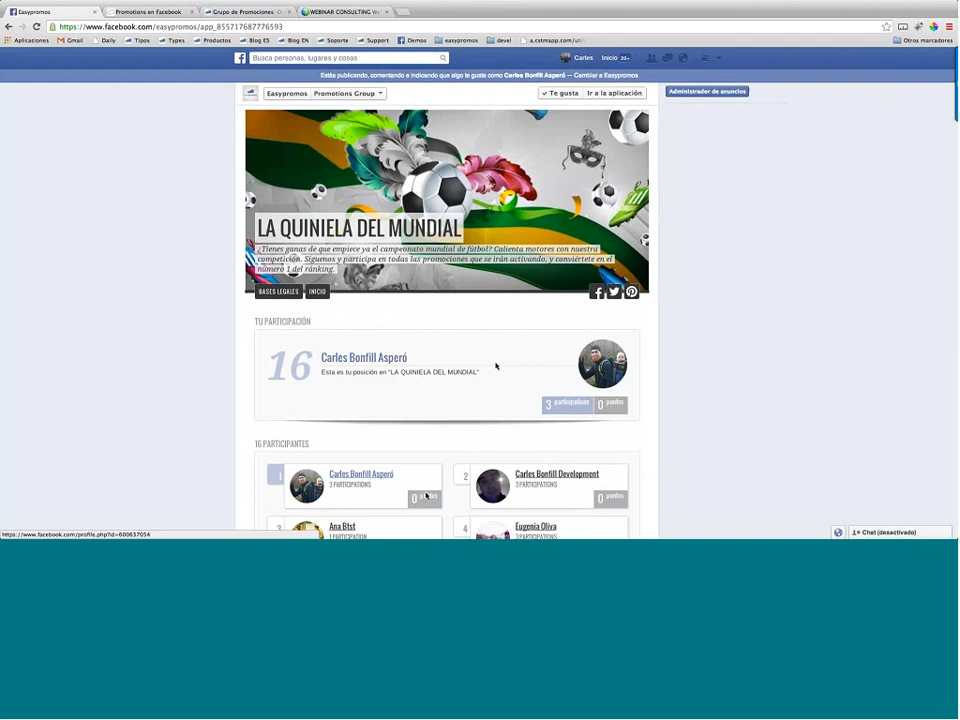 Easypromos
Promotions en Facebook
Grupo de Promociones:
WEBINAR CONSULTING
https://www.facebook.com/easypromos/app_855717687776593
Aplicaciones Gmail Daily Tipos Types Productos Blog ES Blog EN Soporte Support Demos easypromos devel a.cstmapp.com/uti Otros marcadores
Busca personas, lugares y cosas
Carles Inicio 20+
Estás publicando, comentando e indicando que algo te gusta como Carles Bonfill Asperó — Cambiar a Easypromos
Easypromos Promotions Group
Te gusta Ir a la aplicación
Administrador de anuncios
LA QUINIELA DEL MUNDIAL
¿Tienes ganas de que empiece ya el campeonato mundial de fútbol? Calienta motores con nuestra
competición. Síguenos y participa en todas las promociones que se irán activando, y conviértete en el
número 1 del ránking.
BASES LEGALES INICIO
TU PARTICIPACIÓN
16 Carles Bonfill Asperó
Esta es tu posición en "LA QUINIELA DEL MUNDIAL"
3 participations 0 puntos
16 PARTICIPANTES
1 Carles Bonfill Asperó
3 PARTICIPATIONS
0 puntos
2 Carles Bonfill Development
3 PARTICIPATIONS
0 puntos
3 Ana Btst
1 PARTICIPATION
4 Eugenia Oliva
3 PARTICIPATIONS
https://www.facebook.com/profile.php?id=600637054
Chat (desactivado)